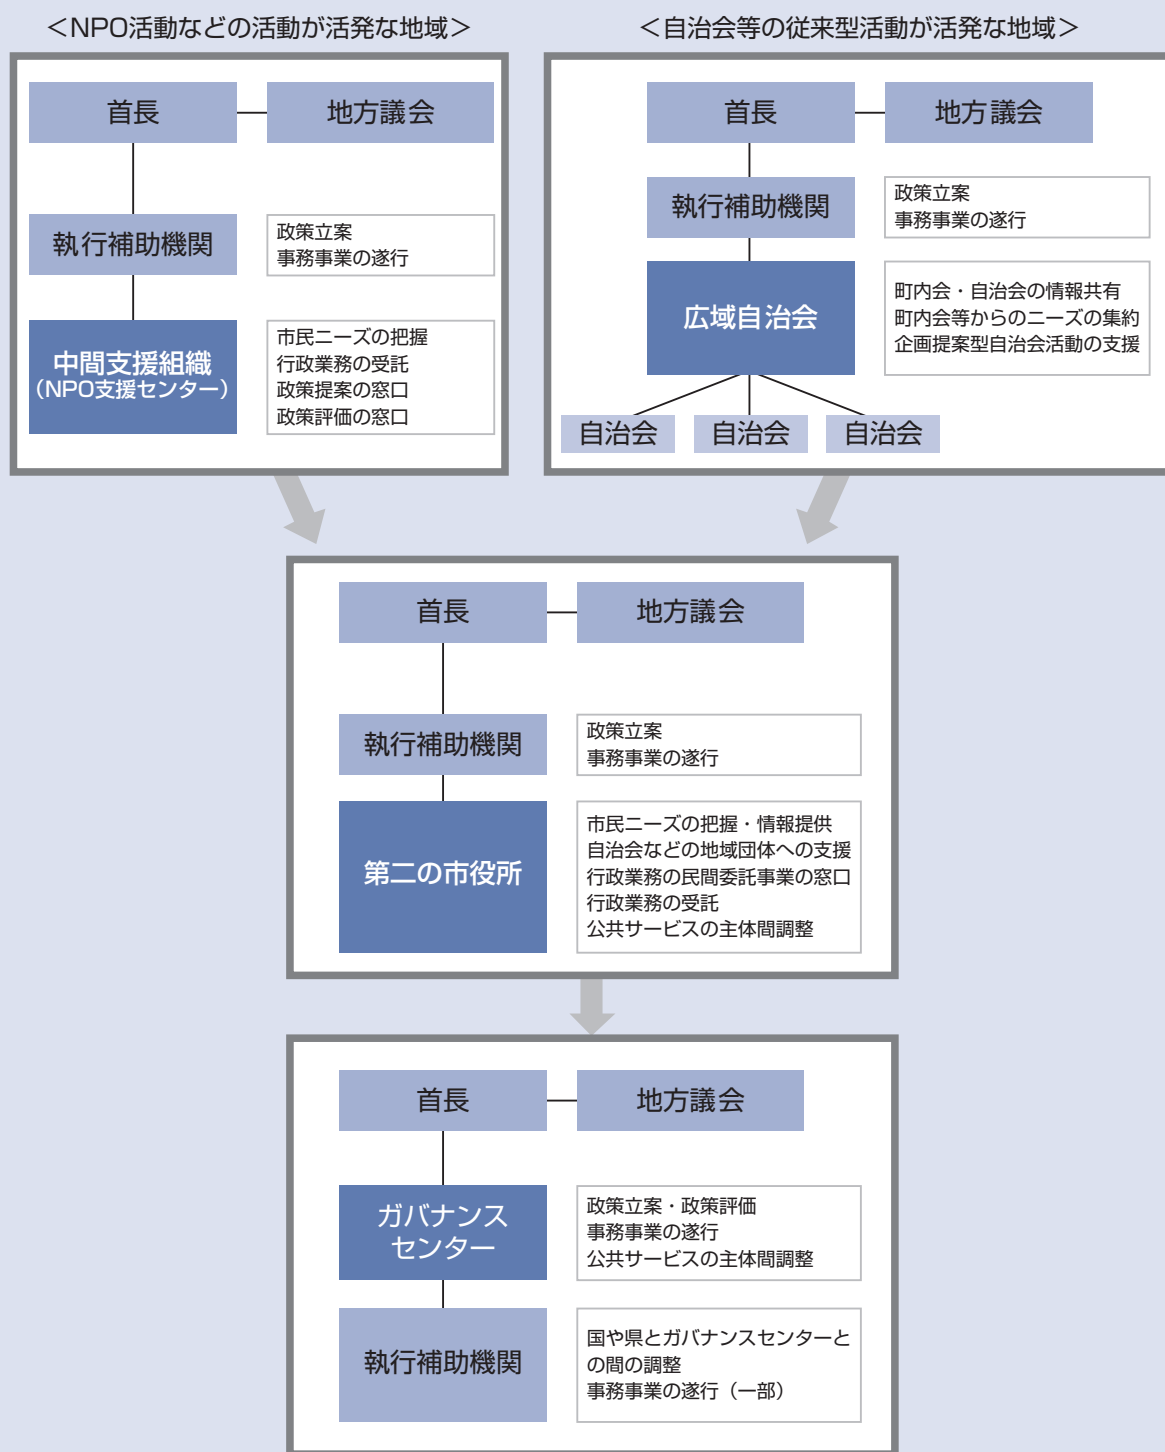 ＜NPO活動などの活動が活発な地域＞
首長
地方議会
執行補助機関
政策立案
事務事業の遂行
中間支援組織
（NPO支援センター）
市民ニーズの把握
行政業務の受託
政策提案の窓口
政策評価の窓口
＜自治会等の従来型活動が活発な地域＞
首長
地方議会
執行補助機関
政策立案
事務事業の遂行
広域自治会
町内会・自治会の情報共有
町内会等からのニーズの集約
企画提案型自治会活動の支援
自治会
自治会
自治会
首長
地方議会
執行補助機関
政策立案
事務事業の遂行
第二の市役所
市民ニーズの把握・情報提供
自治会などの地域団体への支援
行政業務の民間委託事業の窓口
行政業務の受託
公共サービスの主体間調整
首長
地方議会
ガバナンス
センター
政策立案・政策評価
事務事業の遂行
公共サービスの主体間調整
執行補助機関
国や県とガバナンスセンターと
の間の調整
事務事業の遂行（一部）